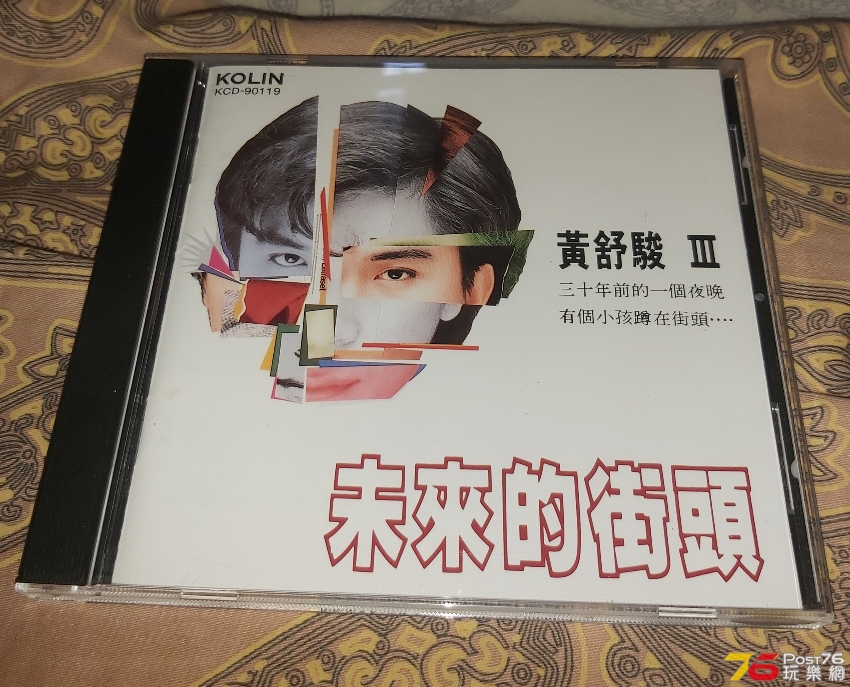 KOLIN
KCD-90119
黃舒駿 III
三十年前的一個夜晚
有個小孩蹲在街頭····
未來的街頭
76 POST76
玩樂網